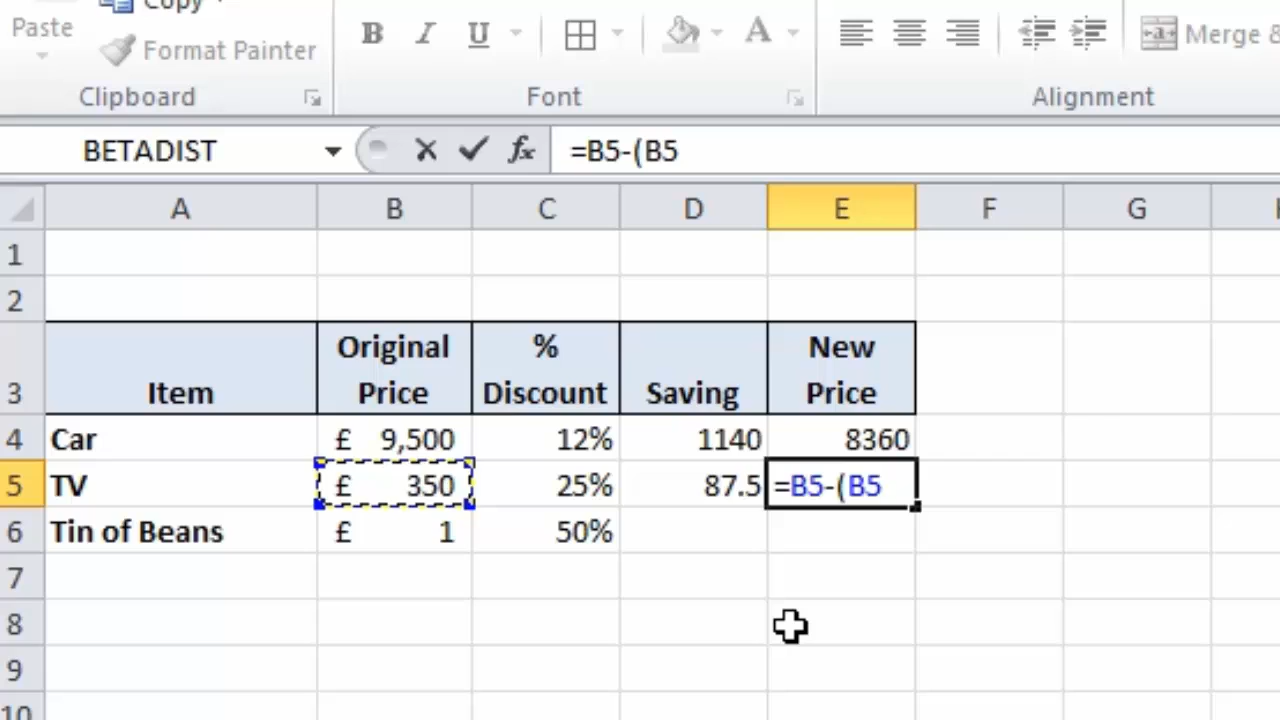 Copy
Paste
Format Painter
B I U A
Merge &
Clipboard Font Alignment
BETADIST fx =B5-(B5
A B C D E F G
1
2
3 Item Original Price % Discount Saving New Price
4 Car £ 9,500 12% 1140 8360
5 TV £ 350 25% 87.5 =B5-(B5
6 Tin of Beans £ 1 50%
7
8
9
10